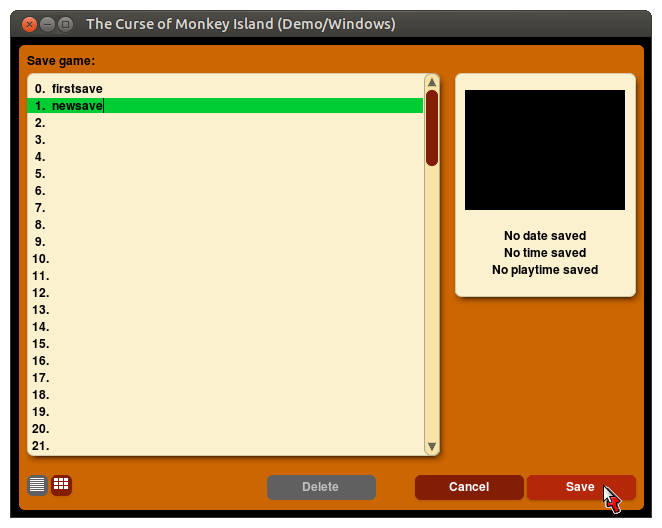 The Curse of Monkey Island (Demo/Windows)
Save game:
0. firstsave
1. newsave
2.
3.
4.
5.
6.
7.
8.
9.
10.
11.
12.
13.
14.
15.
16.
17.
18.
19.
20.
21.
No date saved
No time saved
No playtime saved
Delete
Cancel
Save